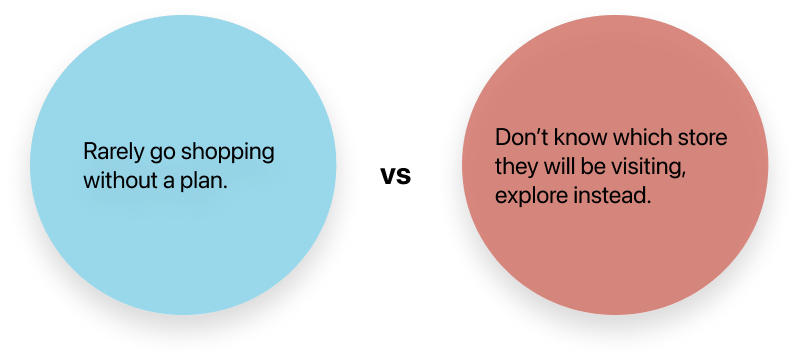 Rarely go shopping
without a plan.
vs
Don’t know which store
they will be visiting,
explore instead.